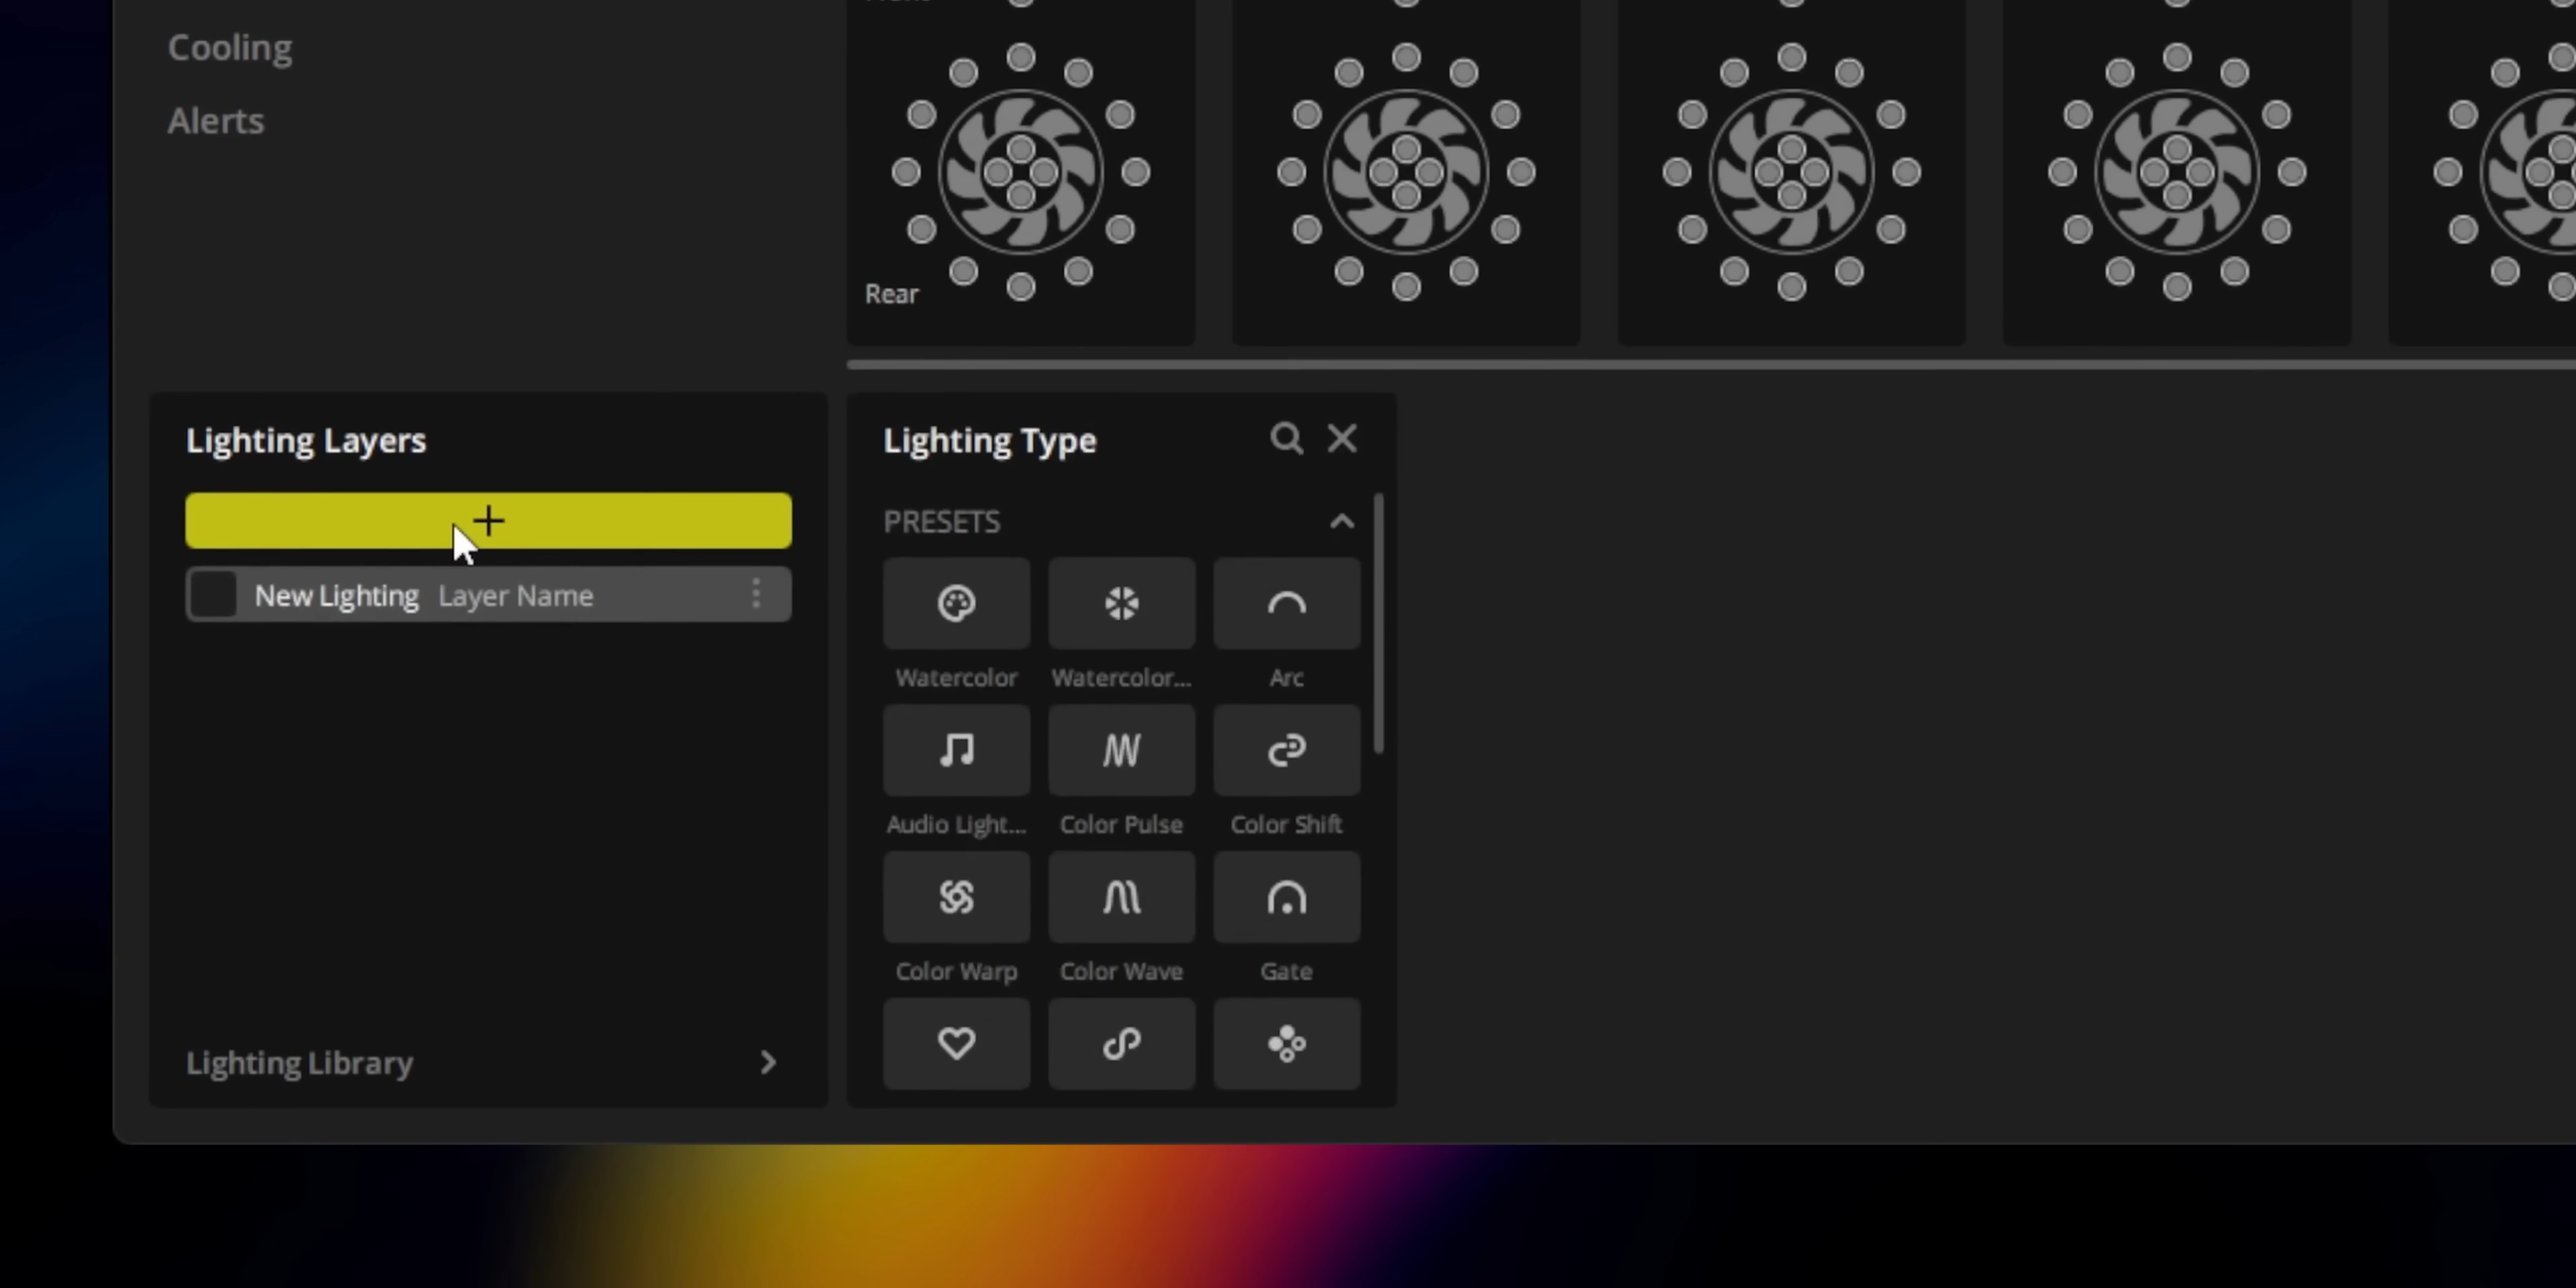 Cooling
Alerts
Rear
Lighting Layers
New Lighting Layer Name
Lighting Library
Lighting Type
PRESETS
Watercolor Watercolor... Arc
Audio Light... Color Pulse Color Shift
Color Warp Color Wave Gate